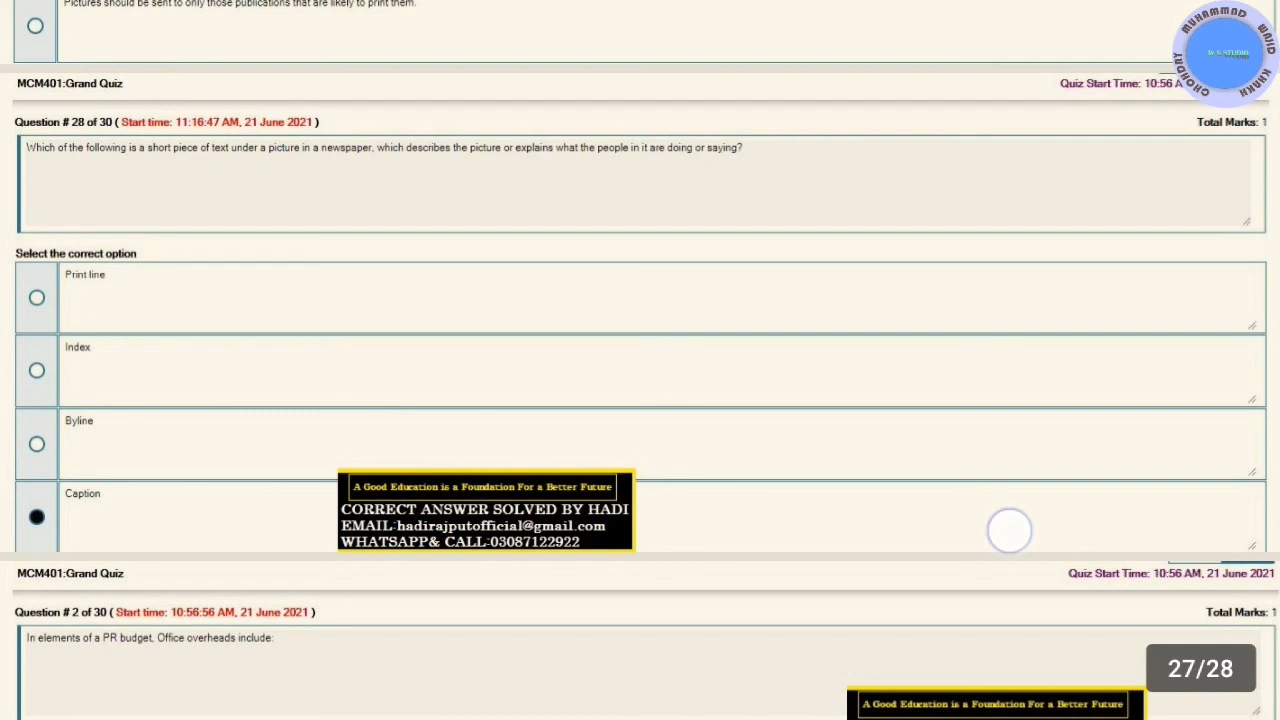 Pictures should be sent to only those publications that are likely to print them.
MUHAMMAD WAJID KHAKH CHOHDRY
W S STUDIO
MCM401:Grand Quiz
Quiz Start Time: 10:56 A
Question # 28 of 30 ( Start time: 11:16:47 AM, 21 June 2021 )
Total Marks: 1
Which of the following is a short piece of text under a picture in a newspaper, which describes the picture or explains what the people in it are doing or saying?
Select the correct option
Print line
Index
Byline
Caption
A Good Education is a Foundation For a Better Future
CORRECT ANSWER SOLVED BY HADI
EMAIL:hadirajputofficial@gmail.com
WHATSAPP& CALL:03087122922
MCM401:Grand Quiz
Quiz Start Time: 10:56 AM, 21 June 2021
Question # 2 of 30 ( Start time: 10:56:56 AM, 21 June 2021 )
Total Marks: 1
In elements of a PR budget, Office overheads include:
27/28
A Good Education is a Foundation For a Better Future